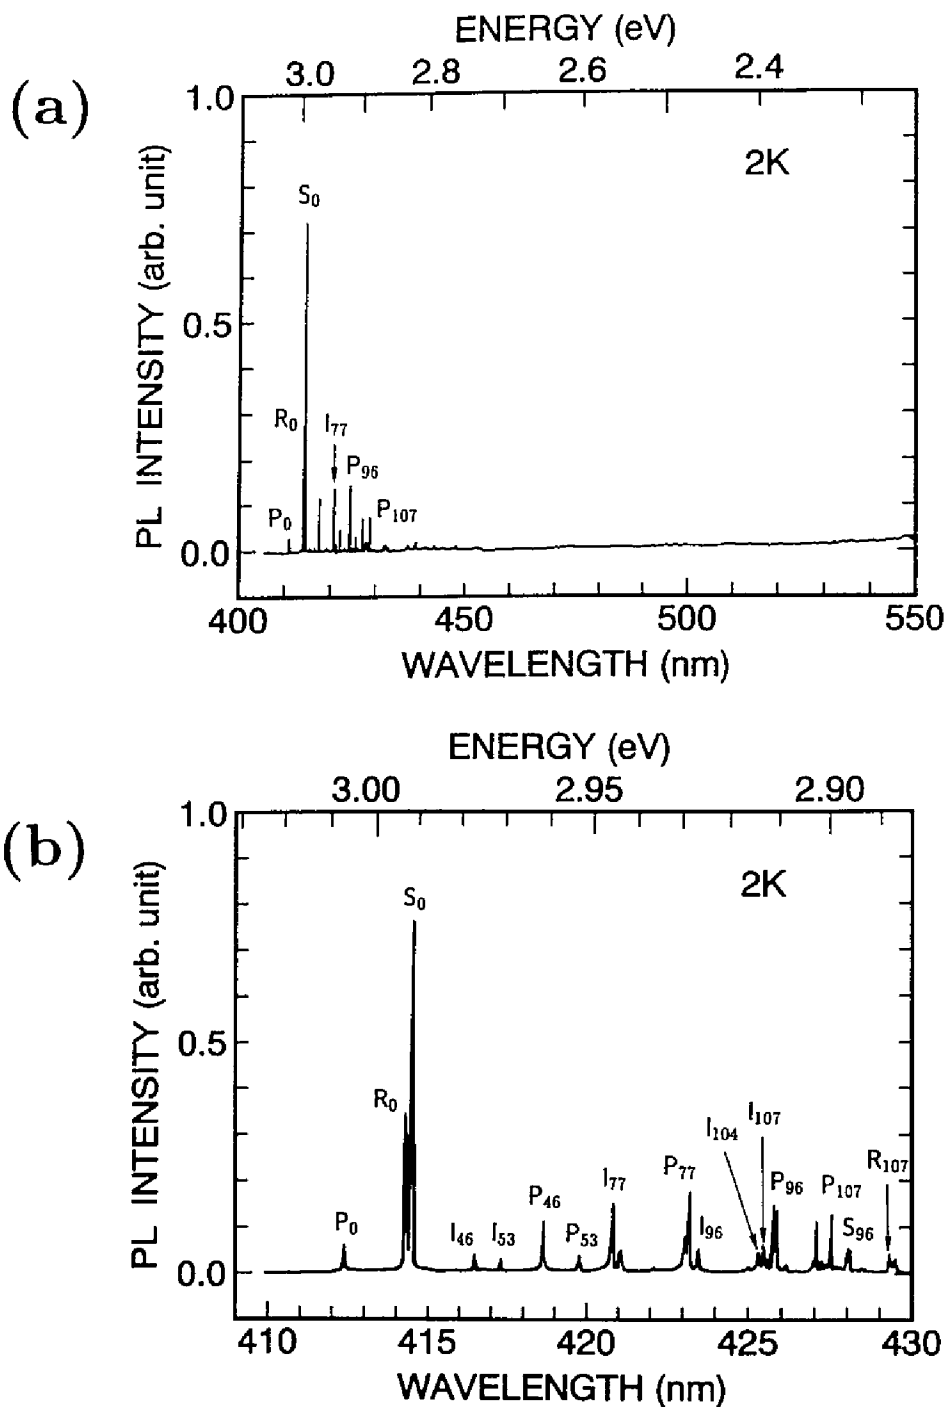 (a)
ENERGY (eV)
3.0 2.8 2.6 2.4
1.0
2K
S0
PL INTENSITY (arb. unit)
0.5
R0 I77
P96
P0 P107
0.0
400 450 500 550
WAVELENGTH (nm)
(b)
ENERGY (eV)
3.00 2.95 2.90
1.0
2K
S0
PL INTENSITY (arb. unit)
0.5
R0
I104 I107
P0 I46 I53 P46 P53 I77 P77 I96 P96 P107 S96 R107
0.0
410 415 420 425 430
WAVELENGTH (nm)